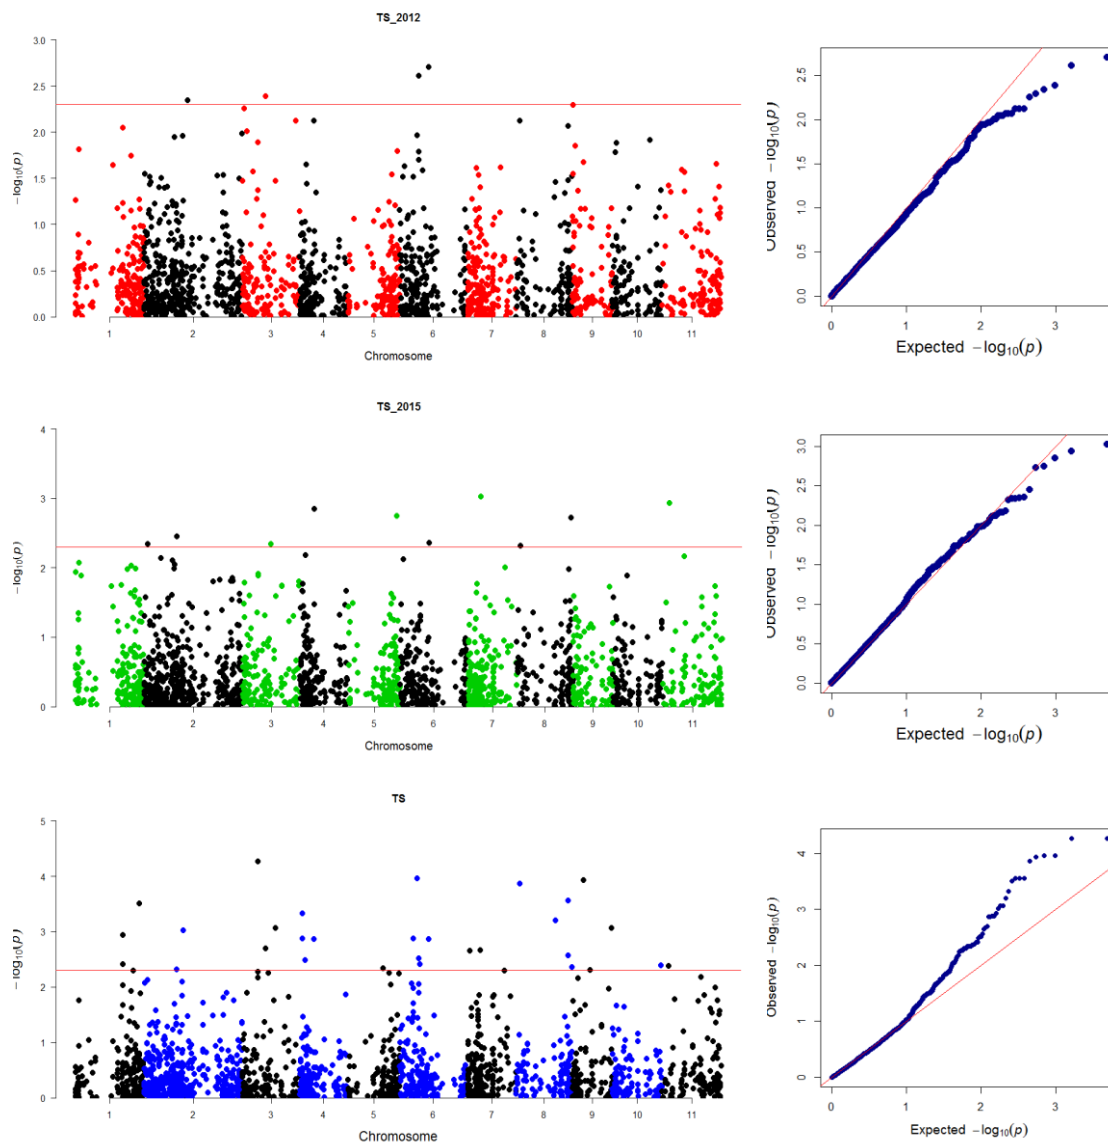 TS_2012
3.0
2.5
2.0
1.5
1.0
0.5
0.0
−log10(p)
1 2 3 4 5 6 7 8 9 10 11
Chromosome
2.5
2.0
1.5
1.0
0.5
0.0
Observed −log10(p)
0 1 2 3
Expected −log10(p)
TS_2015
4
3
2
1
0
−log10(p)
1 2 3 4 5 6 7 8 9 10 11
Chromosome
3.0
2.5
2.0
1.5
1.0
0.5
0.0
Observed −log10(p)
0 1 2 3
Expected −log10(p)
TS
5
4
3
2
1
0
−log10(p)
1 2 3 4 5 6 7 8 9 10 11
Chromosome
4
3
2
1
0
Observed −log10(p)
0 1 2 3
Expected −log10(p)